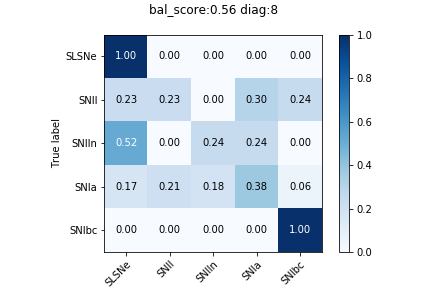 bal_score:0.56 diag:8
True label
SLSNe 1.00 0.00 0.00 0.00 0.00
SNII 0.23 0.23 0.00 0.30 0.24
SNIIn 0.52 0.00 0.24 0.24 0.00
SNIa 0.17 0.21 0.18 0.38 0.06
SNIbc 0.00 0.00 0.00 0.00 1.00
SLSNe SNII SNIIn SNIa SNIbc
1.0
0.8
0.6
0.4
0.2
0.0